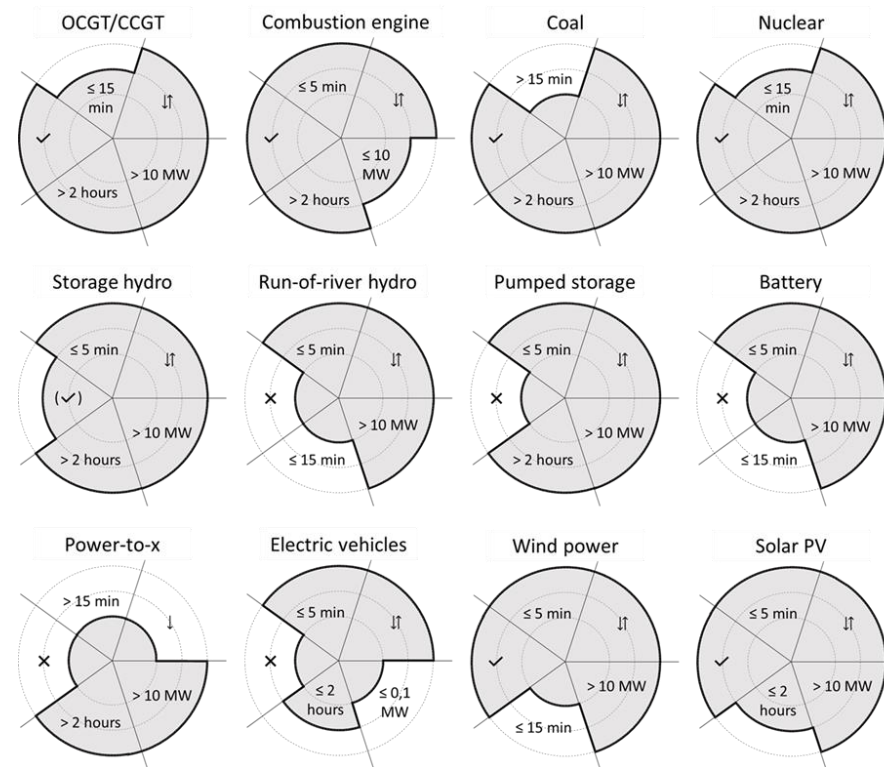 OCGT/CCGT
≤ 15
min
⇵
✓
> 10 MW
> 2 hours
Combustion engine
≤ 5 min
⇵
✓
≤ 10
MW
> 2 hours
Coal
> 15 min
⇵
✓
> 10 MW
> 2 hours
Nuclear
≤ 15
min
⇵
✓
> 10 MW
> 2 hours
Storage hydro
≤ 5 min
⇵
(✓)
> 10 MW
> 2 hours
Run-of-river hydro
≤ 5 min
⇵
✕
> 10 MW
≤ 15 min
Pumped storage
≤ 5 min
⇵
✕
> 10 MW
> 2 hours
Battery
≤ 5 min
⇵
✕
> 10 MW
≤ 15 min
Power-to-x
> 15 min
↓
✕
> 10 MW
> 2 hours
Electric vehicles
≤ 5 min
⇵
✕
≤ 2
hours
≤ 0,1
MW
Wind power
≤ 5 min
⇵
✓
> 10 MW
≤ 15 min
Solar PV
≤ 5 min
⇵
✓
≤ 2
hours
> 10 MW